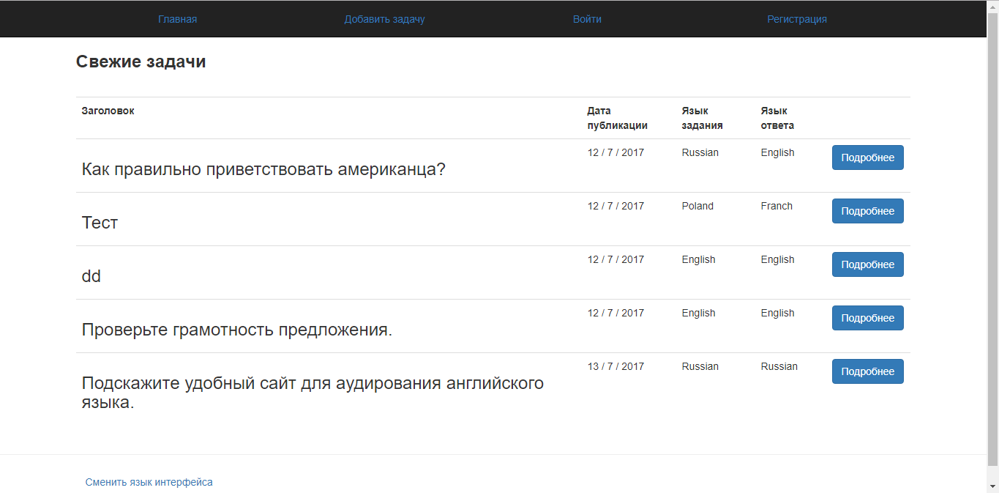 Главная Добавить задачу Войти Регистрация
Свежие задачи
Заголовок Дата публикации Язык задания Язык ответа
Как правильно приветствовать американца? 12 / 7 / 2017 Russian English Подробнее
Тест 12 / 7 / 2017 Poland Franch Подробнее
dd 12 / 7 / 2017 English English Подробнее
Проверьте грамотность предложения. 12 / 7 / 2017 English English Подробнее
Подскажите удобный сайт для аудирования английского
языка. 13 / 7 / 2017 Russian Russian Подробнее
Сменить язык интерфейса